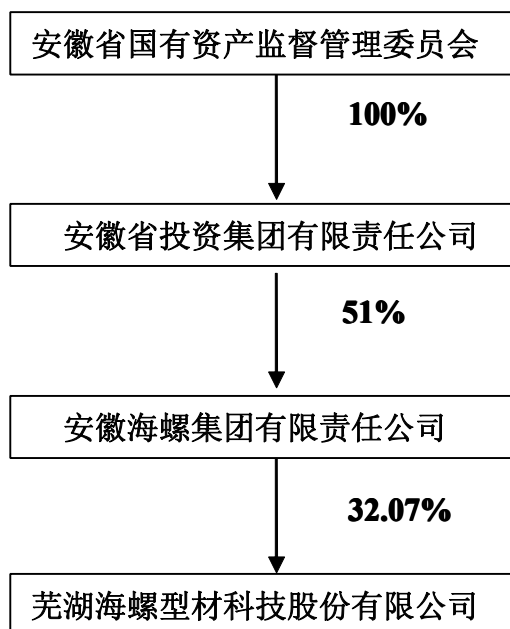 安徽省国有资产监督管理委员会
100%
安徽省投资集团有限责任公司
51%
安徽海螺集团有限责任公司
32.07%
芜湖海螺型材科技股份有限公司